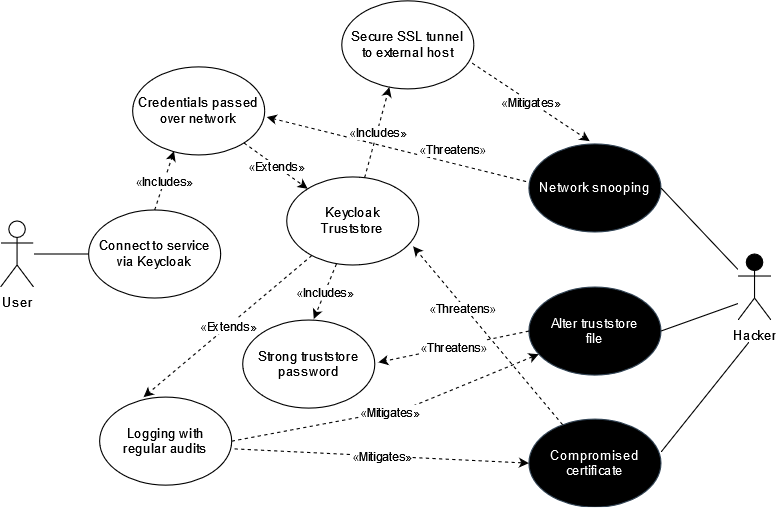 Secure SSL tunnel
to external host
Credentials passed
over network
«Mitigates»
«Includes»
«Threatens»
«Extends»
«Includes»
Network snooping
Keycloak
Truststore
Connect to service
via Keycloak
User
«Includes»
«Threatens»
«Extends»
Alter truststore
file
Hacker
«Threatens»
Strong truststore
password
«Mitigates»
Logging with
regular audits
«Mitigates»
Compromised
certificate